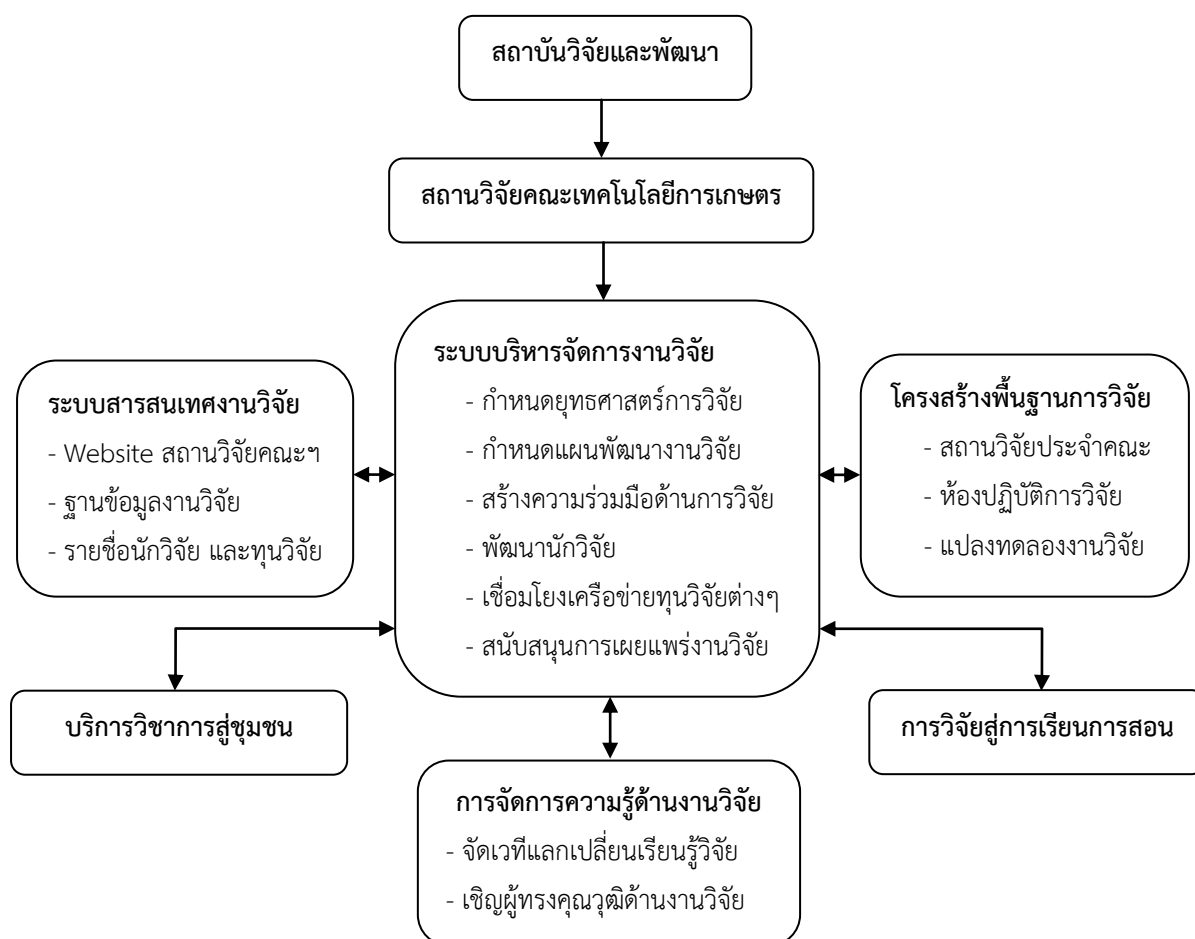 สถาบันวิจัยและพัฒนา
สถานวิจัยคณะเทคโนโลยีการเกษตร
ระบบบริหารจัดการงานวิจัย
- กำหนดยุทธศาสตร์การวิจัย
- กำหนดแผนพัฒนางานวิจัย
- สร้างความร่วมมือด้านการวิจัย
- พัฒนานักวิจัย
- เชื่อมโยงเครือข่ายทุนวิจัยต่างๆ
- สนับสนุนการเผยแพร่งานวิจัย
ระบบสารสนเทศงานวิจัย
- Website สถานวิจัยคณะฯ
- ฐานข้อมูลงานวิจัย
- รายชื่อนักวิจัย และทุนวิจัย
โครงสร้างพื้นฐานการวิจัย
- สถานวิจัยประจำคณะ
- ห้องปฏิบัติการวิจัย
- แปลงทดลองงานวิจัย
บริการวิชาการสู่ชุมชน
การวิจัยสู่การเรียนการสอน
การจัดการความรู้ด้านงานวิจัย
- จัดเวทีแลกเปลี่ยนเรียนรู้วิจัย
- เชิญผู้ทรงคุณวุฒิด้านงานวิจัย